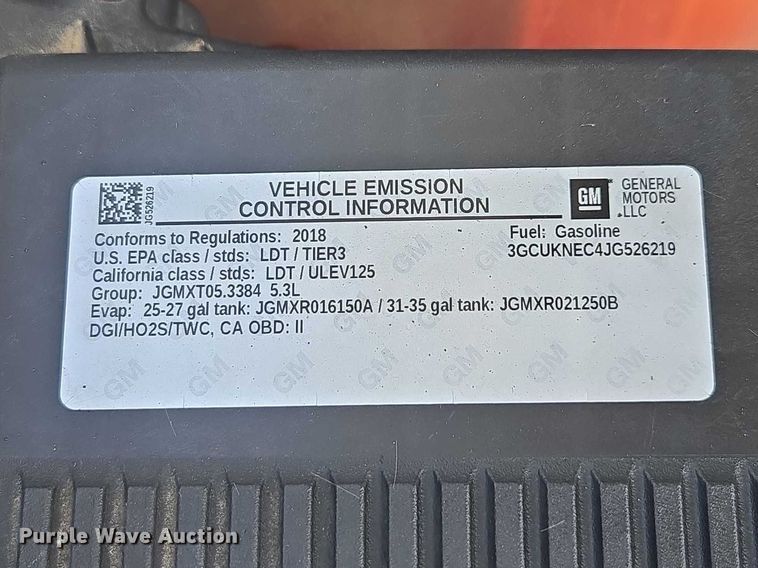 JG526219
VEHICLE EMISSION
CONTROL INFORMATION
GM
GENERAL
MOTORS
LLC
Conforms to Regulations: 2018
Fuel: Gasoline
U.S. EPA class / stds: LDT / TIER3
3GCUKNEC4JG526219
California class / stds: LDT / ULEV125
Group: JGMXT05.3384 5.3L
Evap: 25-27 gal tank: JGMXR016150A / 31-35 gal tank: JGMXR021250B
DGI/HO2S/TWC, CA OBD: II
Purple Wave Auction